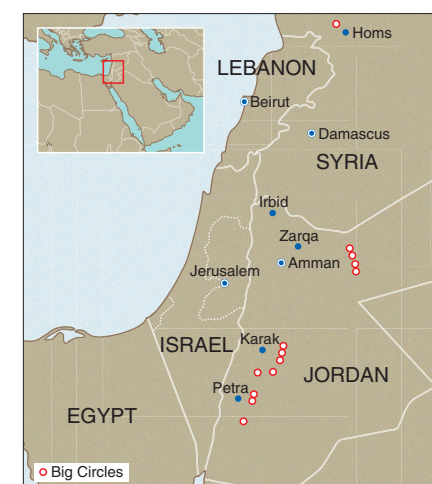 Homs
LEBANON
Beirut
Damascus
SYRIA
Irbid
Zarqa
Amman
Jerusalem
ISRAEL
Karak
JORDAN
Petra
EGYPT
Big Circles